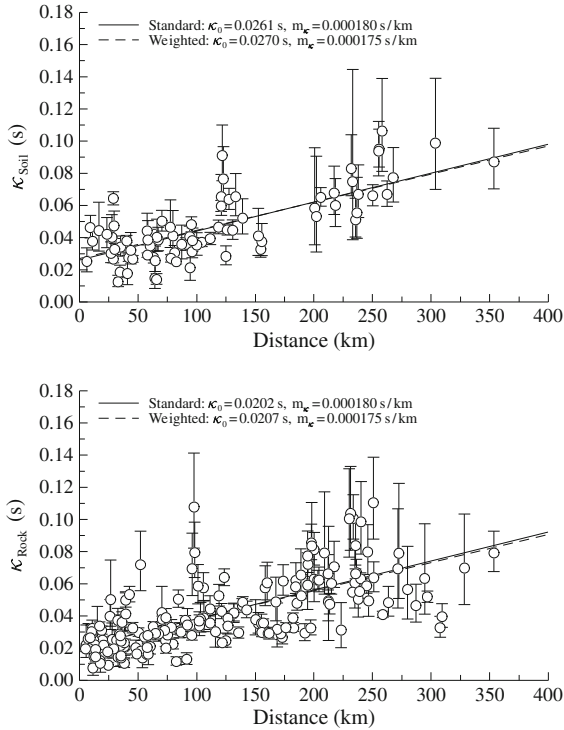 Standard: κ₀=0.0261 s, mκ=0.000180 s/km
Weighted: κ₀=0.0270 s, mκ=0.000175 s/km
0.18
0.16
0.14
0.12
0.10
0.08
0.06
0.04
0.02
0.00
κ Soil (s)
0 50 100 150 200 250 300 350 400
Distance (km)
Standard: κ₀=0.0202 s, mκ=0.000180 s/km
Weighted: κ₀=0.0207 s, mκ=0.000175 s/km
0.18
0.16
0.14
0.12
0.10
0.08
0.06
0.04
0.02
0.00
κ Rock (s)
0 50 100 150 200 250 300 350 400
Distance (km)